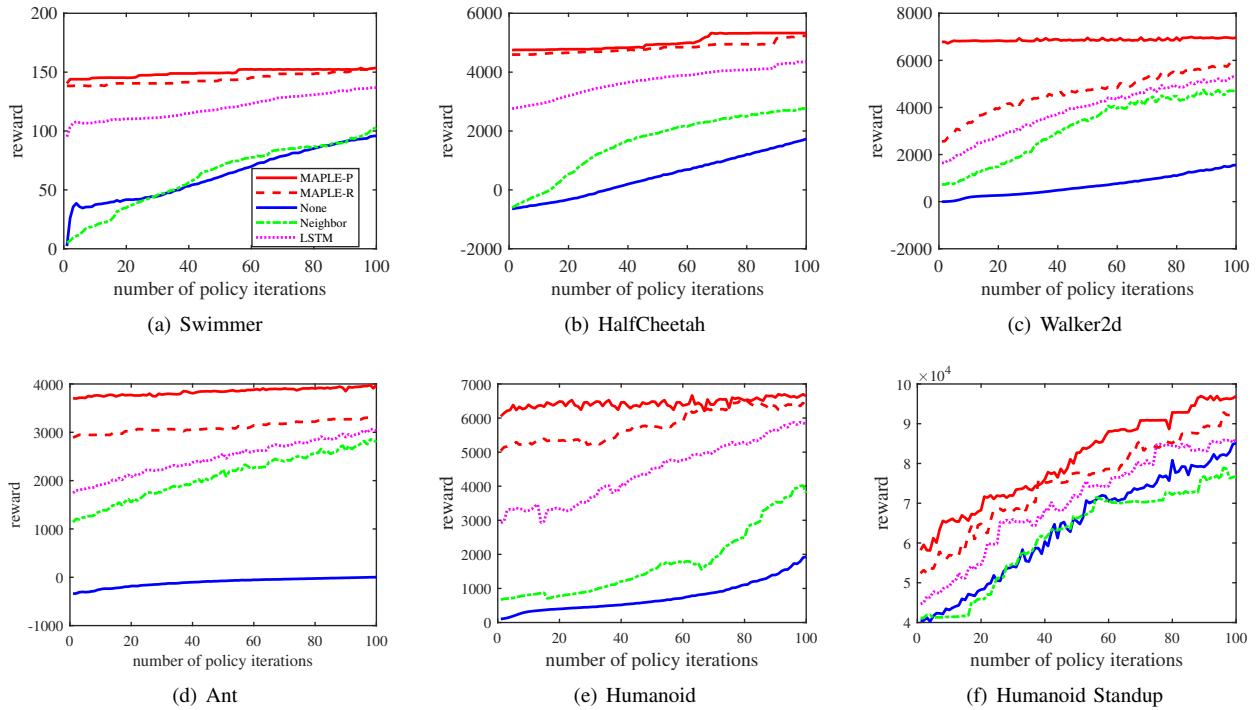 200
150
100
50
0
reward
MAPLE-P
MAPLE-R
None
Neighbor
LSTM
0 20 40 60 80 100
number of policy iterations
(a) Swimmer
6000
4000
2000
0
-2000
reward
0 20 40 60 80 100
number of policy iterations
(b) HalfCheetah
8000
6000
4000
2000
0
-2000
reward
0 20 40 60 80 100
number of policy iterations
(c) Walker2d
4000
3000
2000
1000
0
-1000
reward
0 20 40 60 80 100
number of policy iterations
(d) Ant
7000
6000
5000
4000
3000
2000
1000
0
reward
0 20 40 60 80 100
number of policy iterations
(e) Humanoid
×10⁴
10
9
8
7
6
5
4
reward
0 20 40 60 80 100
number of policy iterations
(f) Humanoid Standup